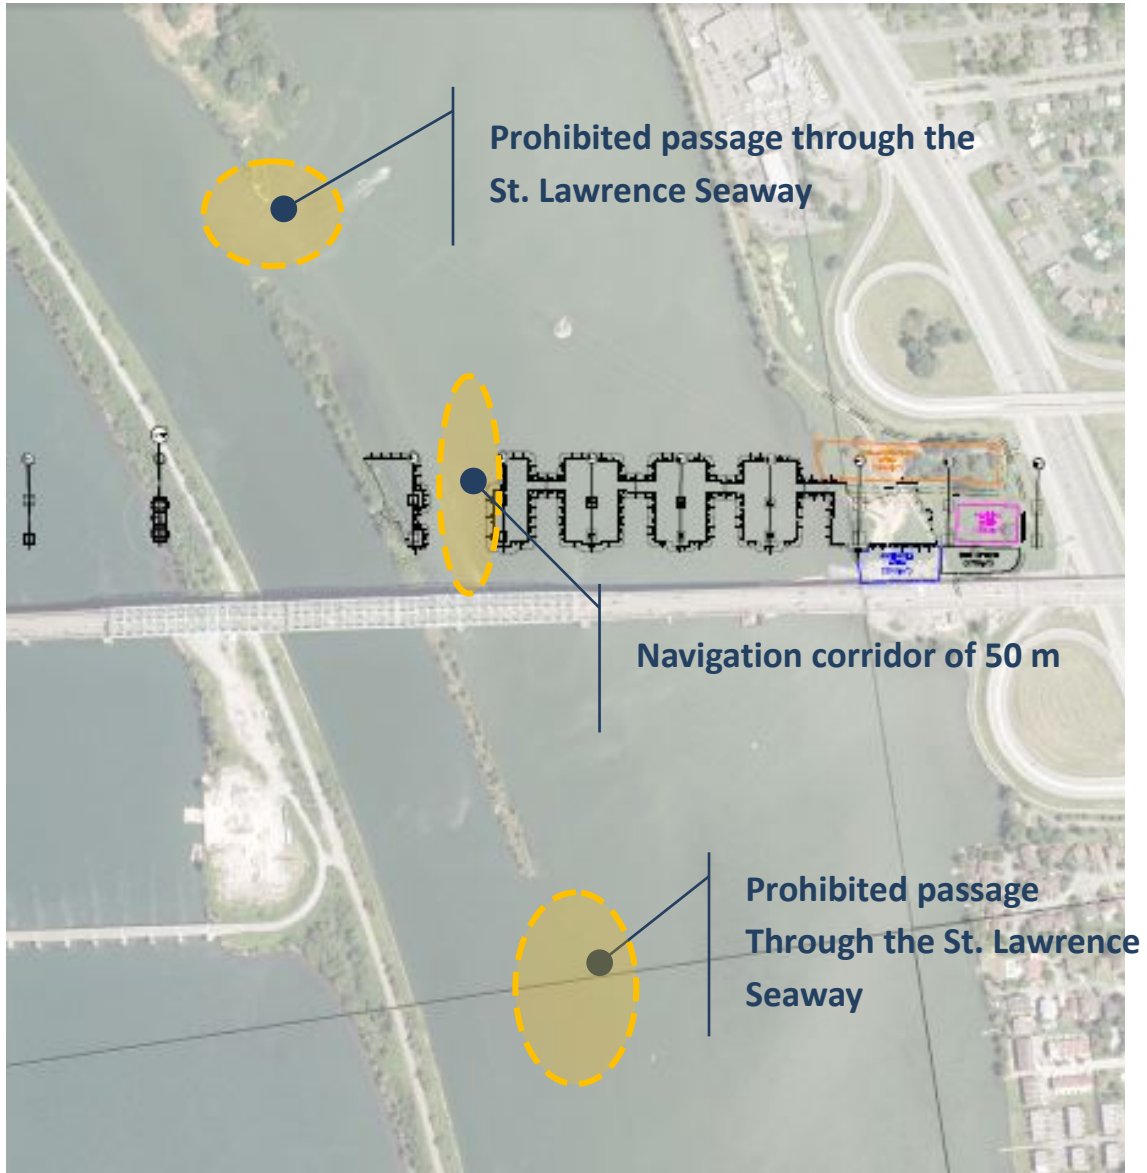 Prohibited passage through the
St. Lawrence Seaway
Navigation corridor of 50 m
Prohibited passage
Through the St. Lawrence
Seaway